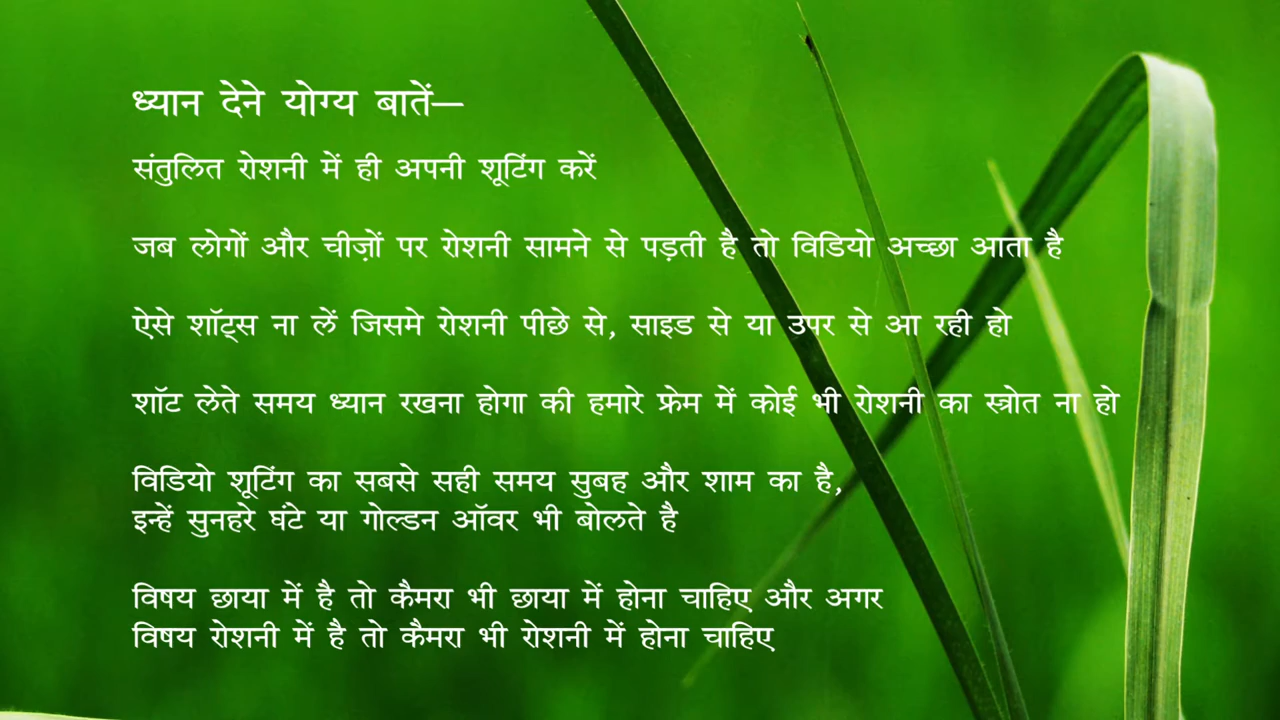 ध्यान देने योग्य बातें—
संतुलित रोशनी में ही अपनी शूटिंग करें
जब लोगों और चीज़ों पर रोशनी सामने से पड़ती है तो विडियो अच्छा आता है
ऐसे शॉट्स ना लें जिसमे रोशनी पीछे से, साइड से या उपर से आ रही हो
शॉट लेते समय ध्यान रखना होगा की हमारे फ्रेम में कोई भी रोशनी का स्त्रोत ना हो
विडियो शूटिंग का सबसे सही समय सुबह और शाम का है,
इन्हें सुनहरे घंटे या गोल्डन ऑवर भी बोलते है
विषय छाया में है तो कैमरा भी छाया में होना चाहिए और अगर
विषय रोशनी में है तो कैमरा भी रोशनी में होना चाहिए